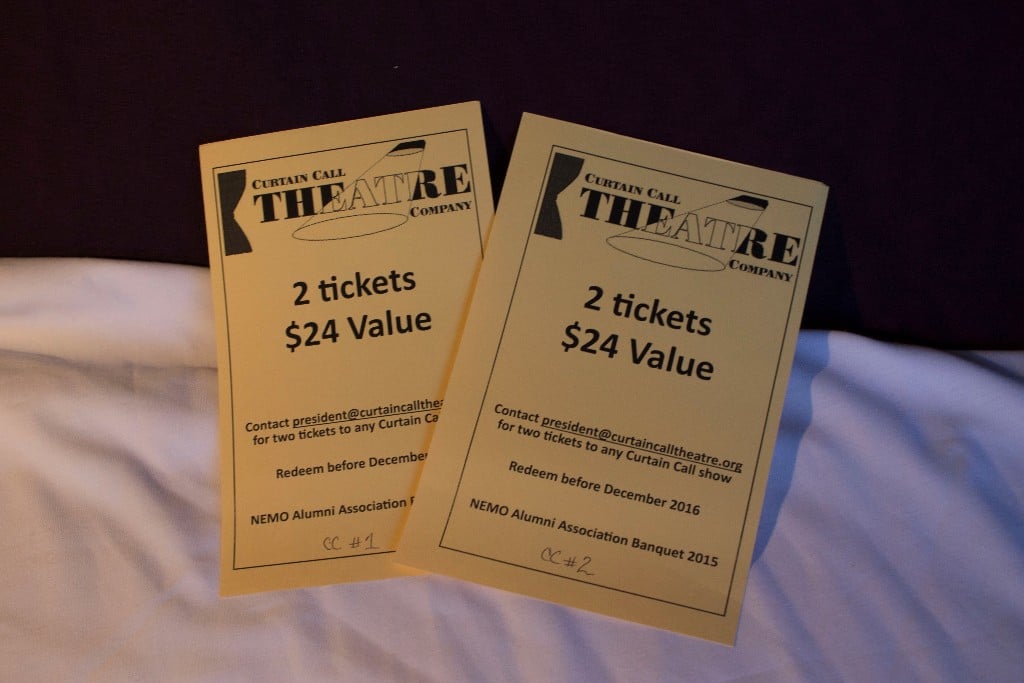 CURTAIN CALL
THEATRE
COMPANY
2 tickets
$24 Value
Contact president@curtaincallthea
for two tickets to any Curtain Ca
Redeem before December
NEMO Alumni Association
CC #1
CURTAIN CALL
THEATRE
COMPANY
2 tickets
$24 Value
Contact president@curtaincalltheatre.org
for two tickets to any Curtain Call show
Redeem before December 2016
NEMO Alumni Association Banquet 2015
CC #2